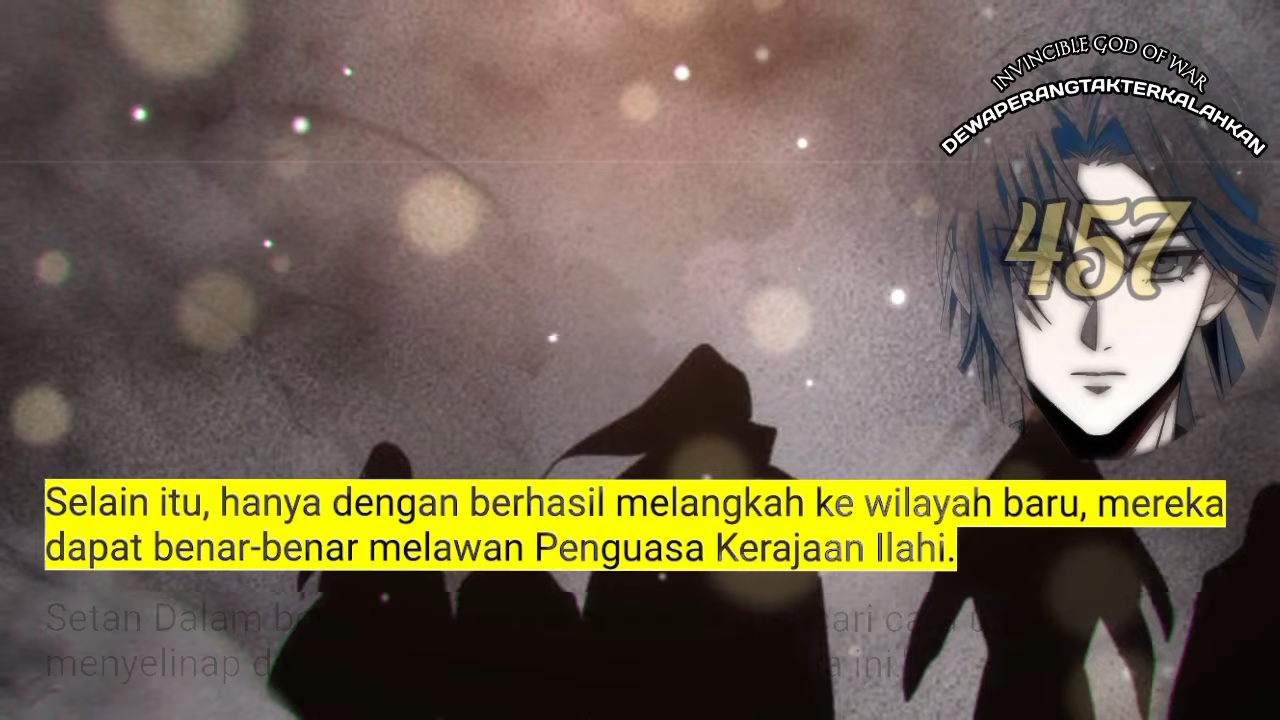 INVINCIBLE GOD OF WAR
DEWAPERANGTAKTERKALAHKAN
457
Selain itu, hanya dengan berhasil melangkah ke wilayah baru, mereka
dapat benar-benar melawan Penguasa Kerajaan Ilahi.
Setan Dalam
menyelinap ini.